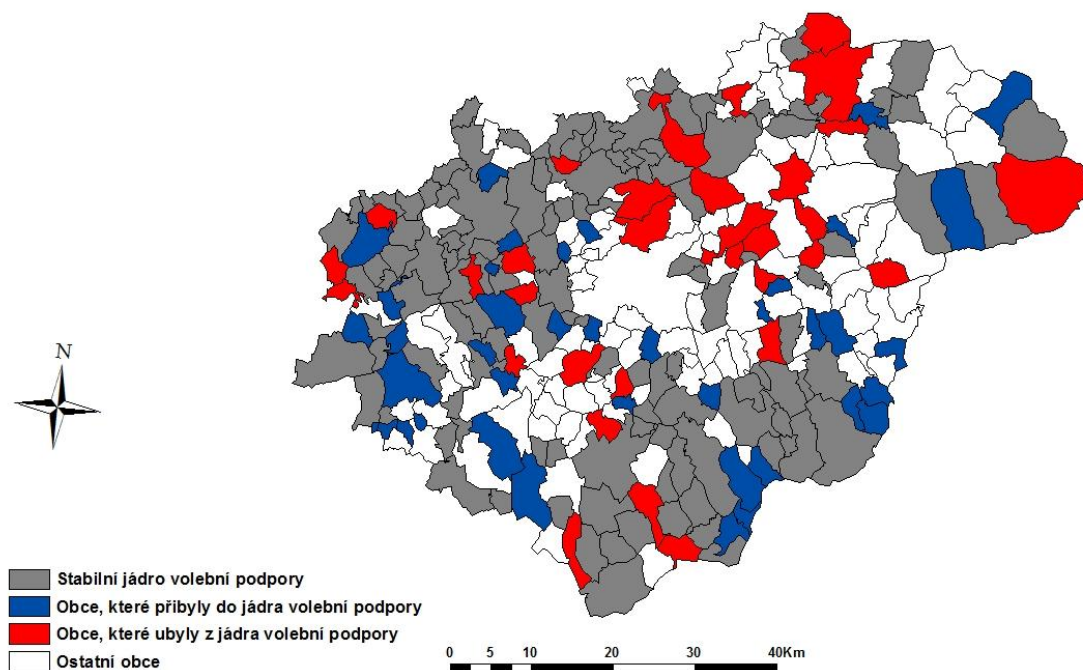 N
Stabilní jádro volební podpory
Obce, které přibyly do jádra volební podpory
Obce, které ubyly z jádra volební podpory
Ostatní obce
0 5 10 20 30 40Km